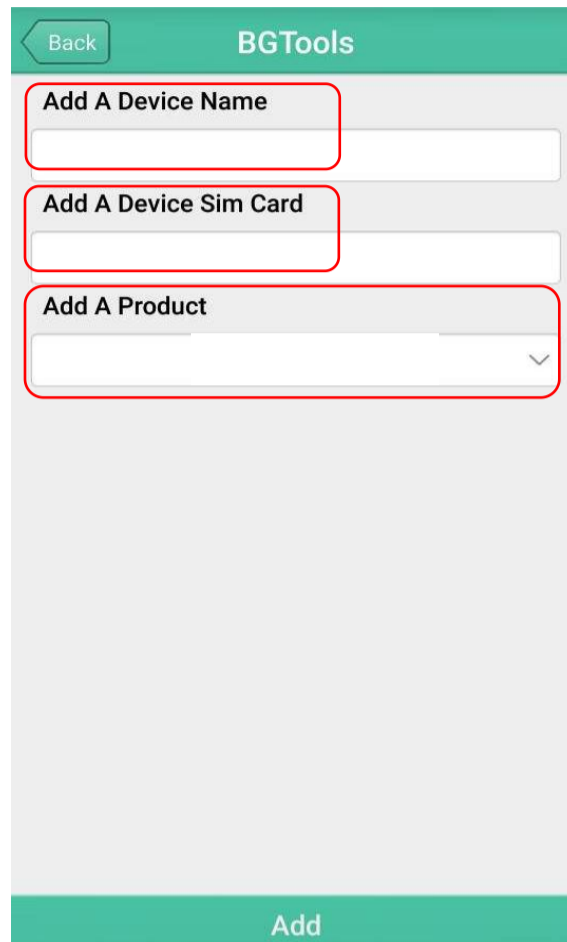 Back
BGTools
Add A Device Name
Add A Device Sim Card
Add A Product
Add